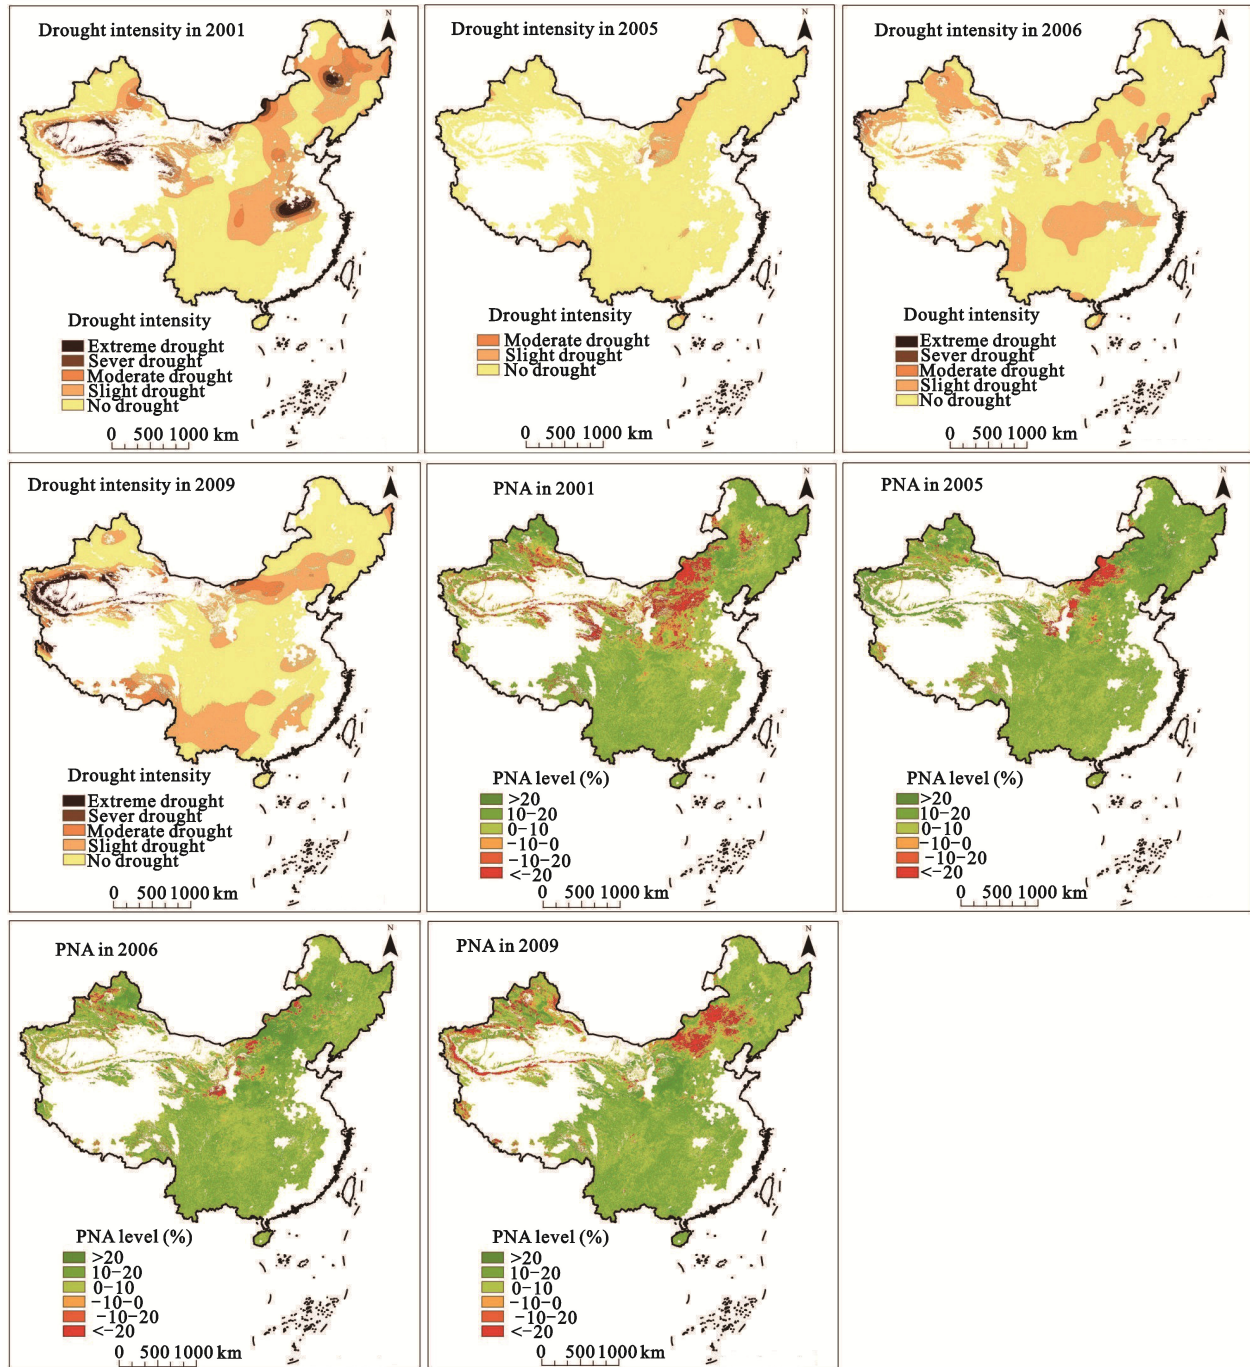 Drought intensity in 2001
N
Drought intensity
Extreme drought
Sever drought
Moderate drought
Slight drought
No drought
0 500 1000 km
Drought intensity in 2005
N
Drought intensity
Moderate drought
Slight drought
No drought
0 500 1000 km
Drought intensity in 2006
N
Dought intensity
Extreme drought
Sever drought
Moderate drought
Slight drought
No drought
0 500 1000 km
Drought intensity in 2009
N
Drought intensity
Extreme drought
Sever drought
Moderate drought
Slight drought
No drought
0 500 1000 km
PNA in 2001
N
PNA level (%)
>20
10−20
0−10
−10−0
−10−20
<−20
0 500 1000 km
PNA in 2005
N
PNA level (%)
>20
10−20
0−10
−10−0
−10−20
<−20
0 500 1000 km
PNA in 2006
N
PNA level (%)
>20
10−20
0−10
−10−0
−10−20
<−20
0 500 1000 km
PNA in 2009
N
PNA level (%)
>20
10−20
0−10
−10−0
−10−20
<−20
0 500 1000 km